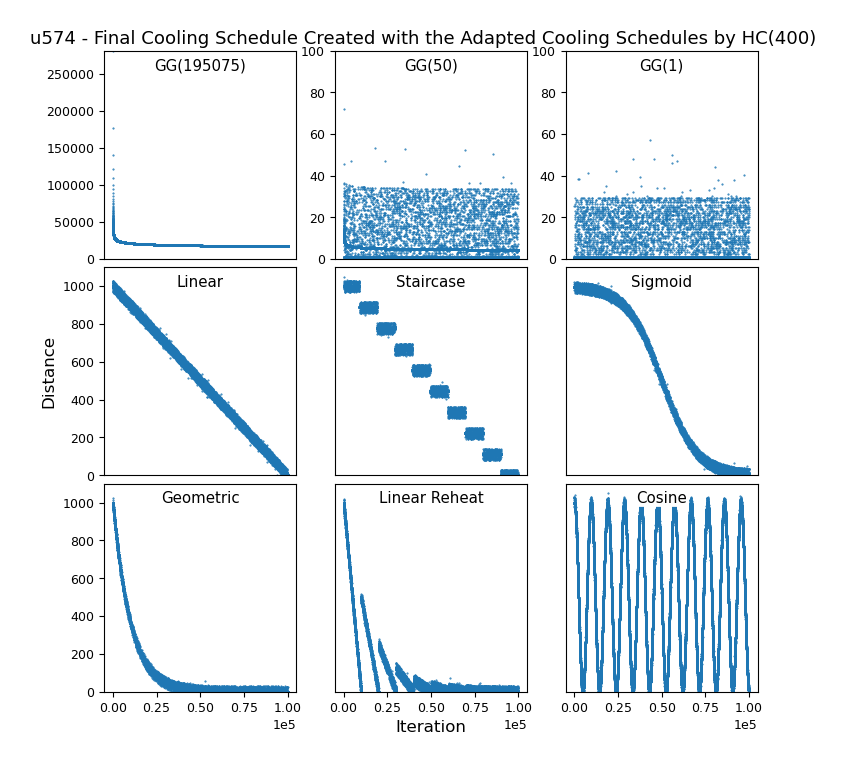 u574 - Final Cooling Schedule Created with the Adapted Cooling Schedules by HC(400)
GG(195075)
250000
200000
150000
100000
50000
0
GG(50)
100
80
60
40
20
0
GG(1)
100
80
60
40
20
0
Distance
Linear
1000
800
600
400
200
0
Staircase
Sigmoid
Geometric
1000
800
600
400
200
0
0.00 0.25 0.50 0.75 1.00
1e5
Linear Reheat
0.00 0.25 0.50 0.75 1.00
1e5
Iteration
Cosine
0.00 0.25 0.50 0.75 1.00
1e5